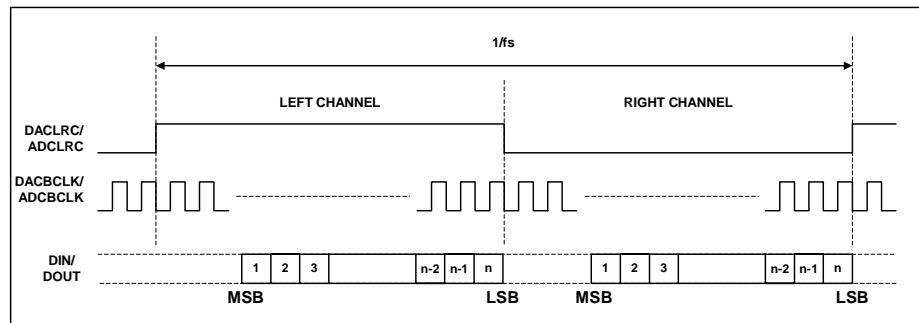 1/fs
LEFT CHANNEL RIGHT CHANNEL
DACLRC/
ADCLRC
DACBCLK/
ADCBCLK
DIN/
DOUT
1 2 3 n-2 n-1 n 1 2 3 n-2 n-1 n
MSB LSB MSB LSB